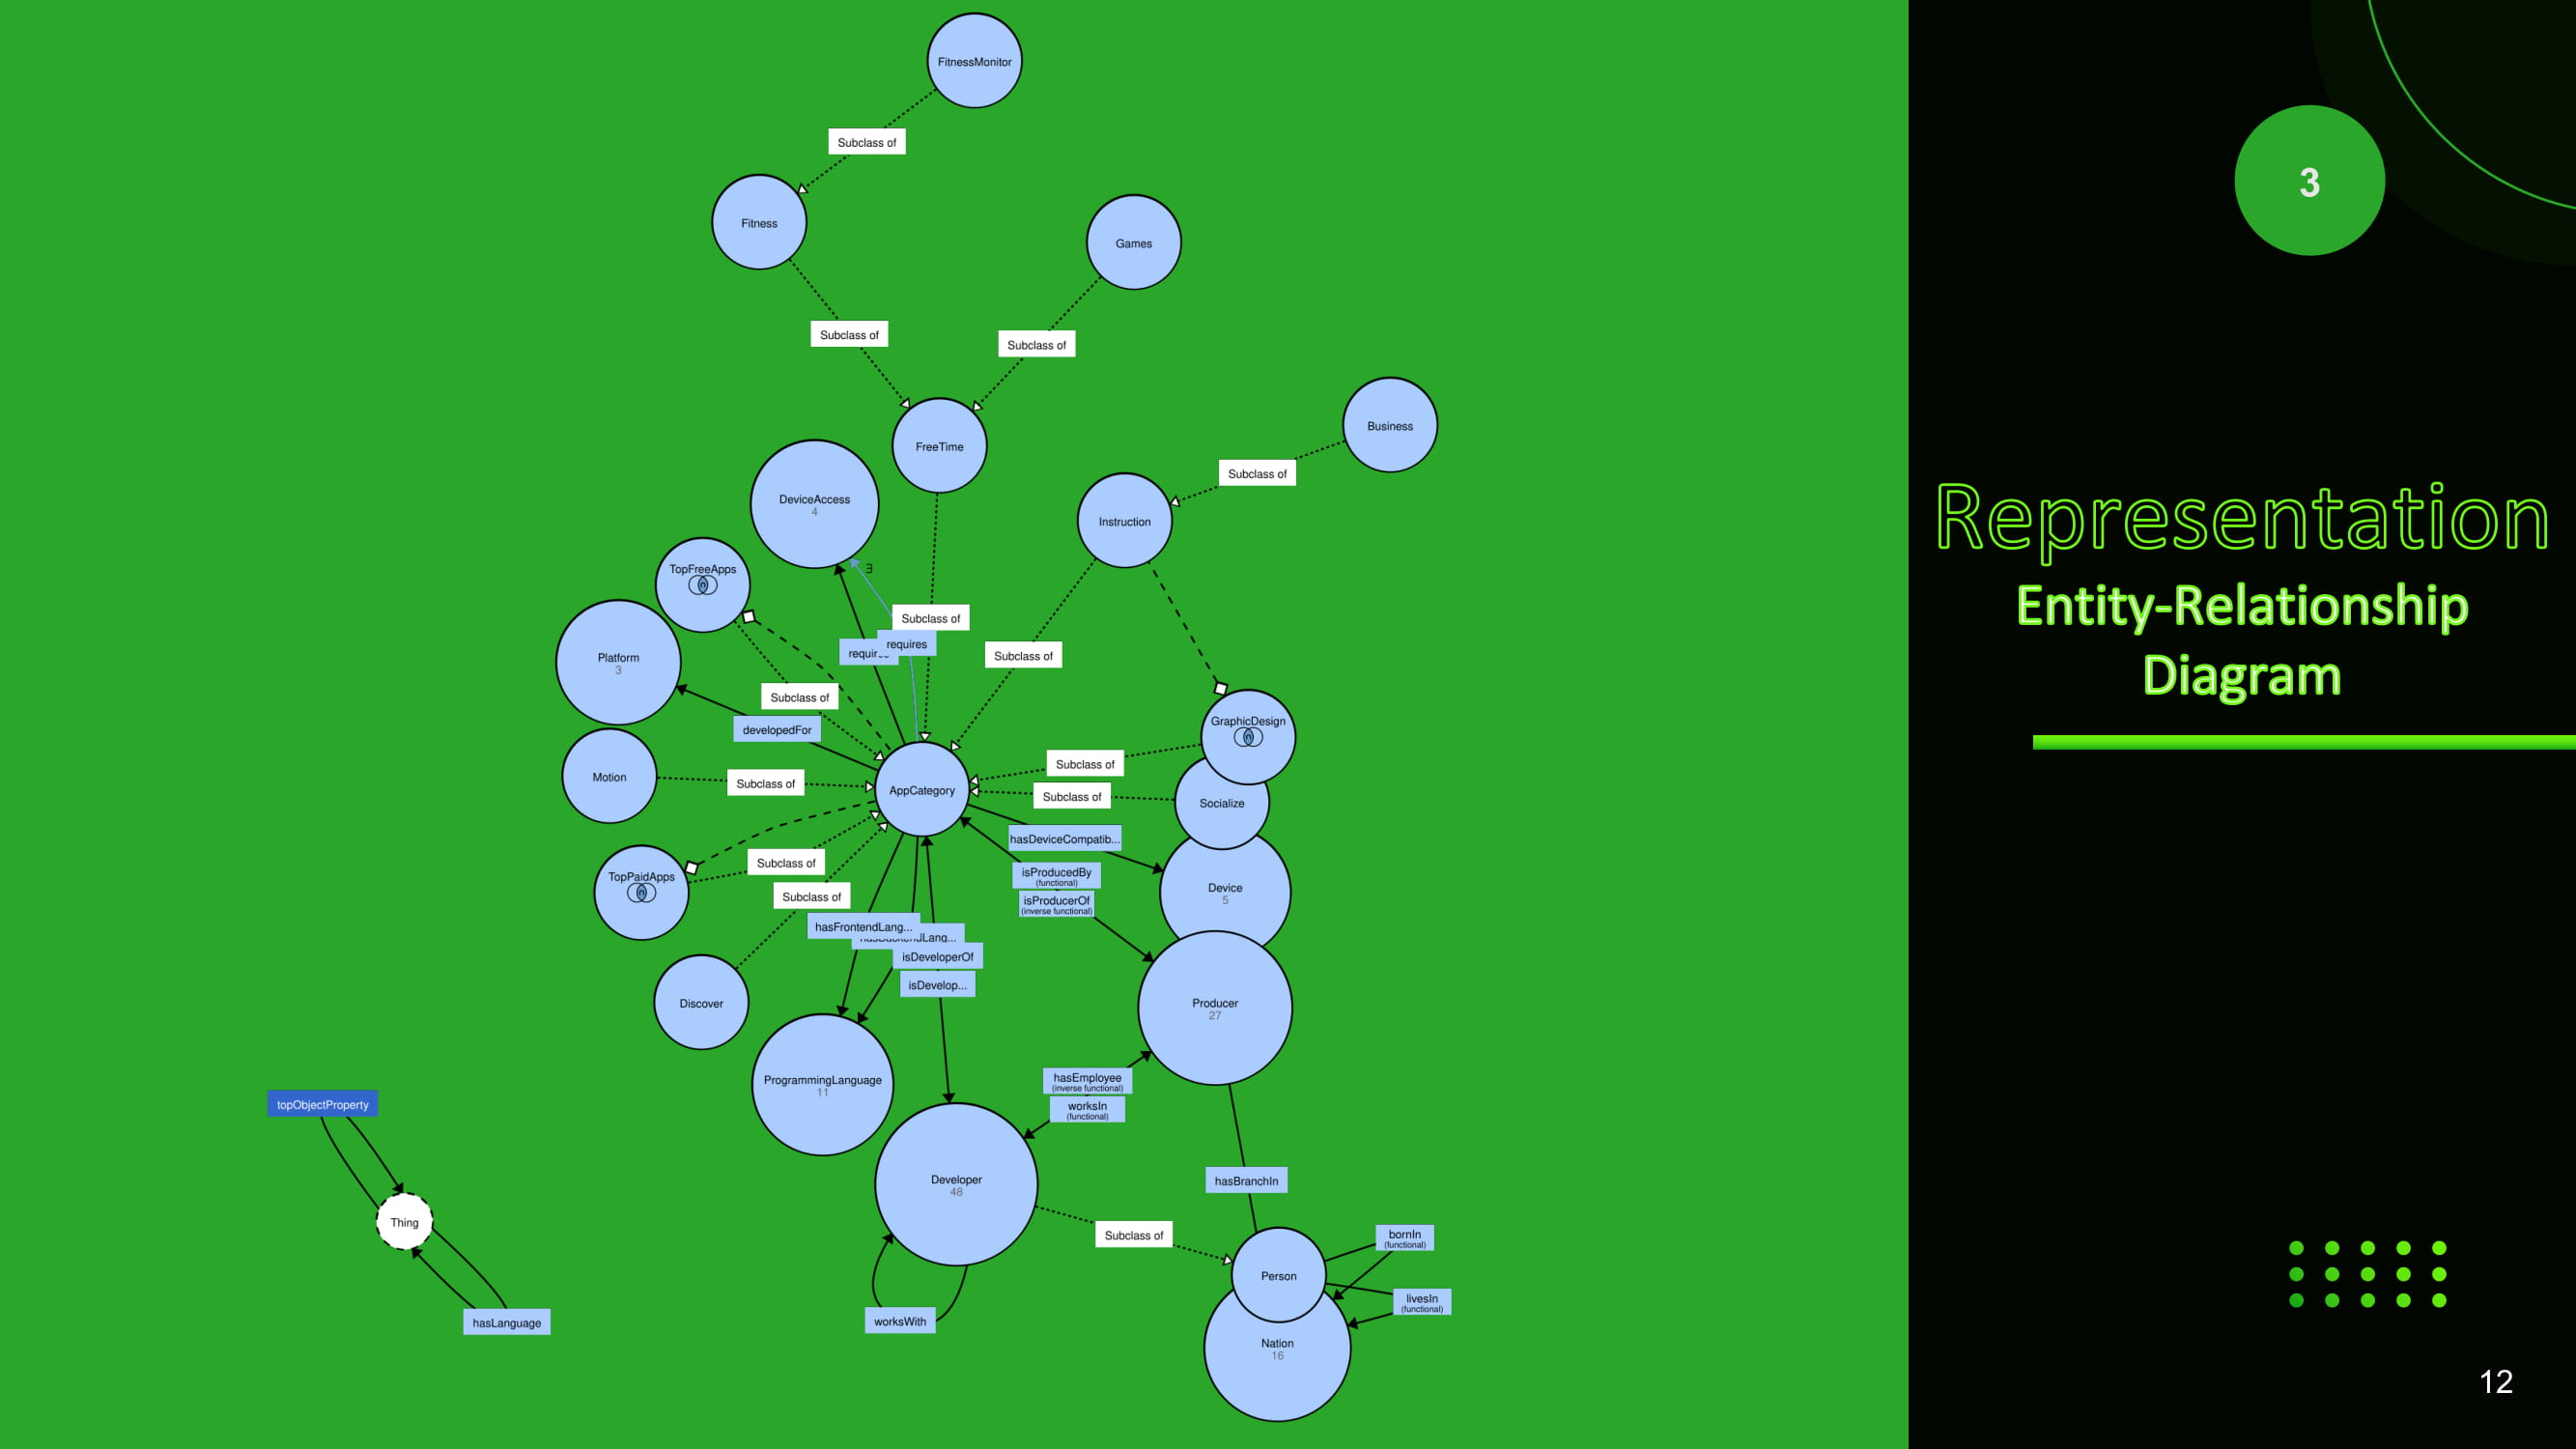 FitnessMonitor
Subclass of
Fitness
Games
Subclass of
Subclass of
Business
FreeTime
Subclass of
DeviceAccess
4
Instruction
TopFreeApps
∃
Subclass of
requires
Subclass of
Platform
3
Subclass of
GraphicDesign
developedFor
Subclass of
Motion
Subclass of
AppCategory
Subclass of
Socialize
hasDeviceCompatib...
Subclass of
isProducedBy
(functional)
TopPaidApps
Subclass of
isProducerOf
(inverse functional)
Device
5
hasFrontendLang...
isDeveloperOf
isDevelop...
Discover
Producer
27
ProgrammingLanguage
11
hasEmployee
(inverse functional)
worksIn
(functional)
topObjectProperty
Developer
48
hasBranchIn
Thing
Subclass of
bornIn
(functional)
Person
livesIn
(functional)
hasLanguage
worksWith
Nation
16
3
Representation
Entity-Relationship
Diagram
12